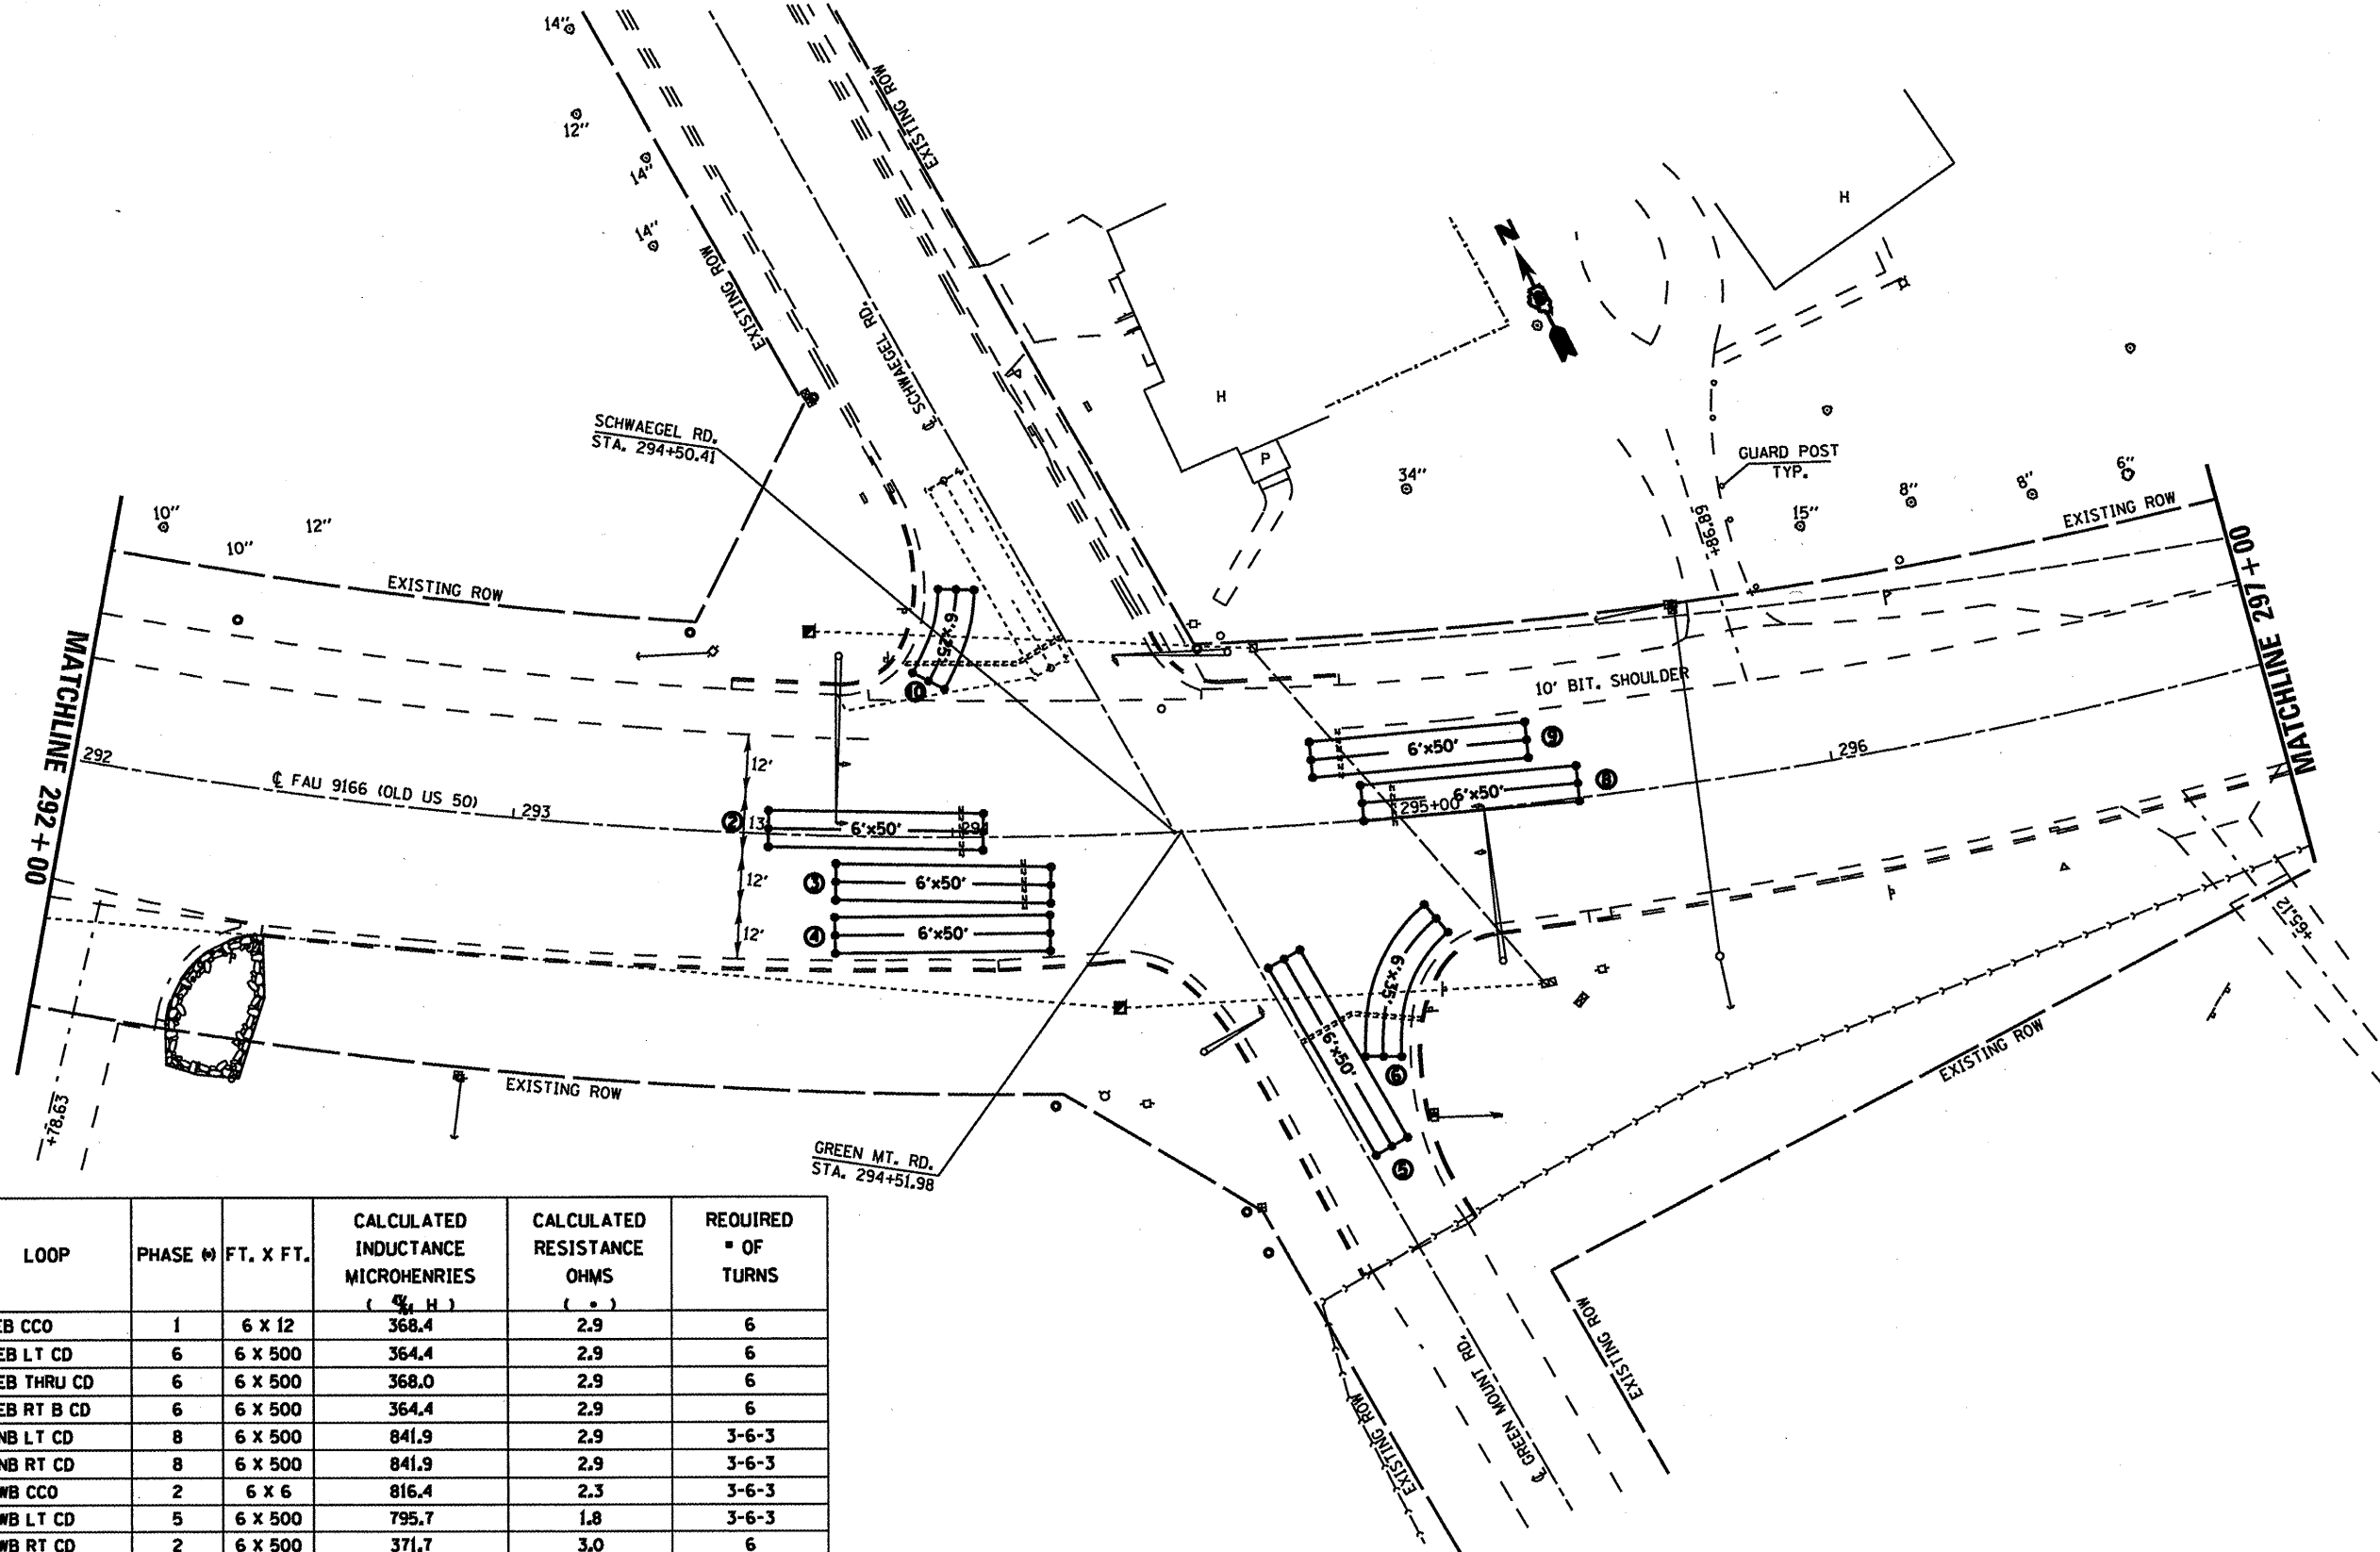 14"
12"
14"
14"
EXISTING ROW
EXISTING ROW
℄ SCHWAEGEL RD.
N
H
H
P
SCHWAEGEL RD.
STA. 294+50.41
34"
GUARD POST
TYP.
+86.89
15"
8"
8"
6"
EXISTING ROW
MATCHLINE 297+00
10"
10"
12"
EXISTING ROW
MATCHLINE 292+00
292
℄ FAU 9166 (OLD US 50)
293
12'
13'
12'
12'
② 6'x50' 294
③ 6'x50'
④ 6'x50'
6'x25'
⑩
10' BIT. SHOULDER
6'x50' ⑨
6'x50' ⑧
295+00
296
6'x35'
⑥
6'x50'
⑤
+78.63
EXISTING ROW
GREEN MT. RD.
STA. 294+51.98
+65.12
EXISTING ROW
EXISTING ROW
EXISTING ROW
℄ GREEN MOUNT RD.
LOOP PHASE FT. X FT. CALCULATED INDUCTANCE MICROHENRIES ( H ) CALCULATED RESISTANCE OHMS REQUIRED OF TURNS
EB CCO 1 6 X 12 368.4 2.9 6
EB LT CD 6 6 X 500 364.4 2.9 6
EB THRU CD 6 6 X 500 368.0 2.9 6
EB RT B CD 6 6 X 500 364.4 2.9 6
NB LT CD 8 6 X 500 841.9 2.9 3-6-3
NB RT CD 8 6 X 500 841.9 2.9 3-6-3
WB CCO 2 6 X 6 816.4 2.3 3-6-3
WB LT CD 5 6 X 500 795.7 1.8 3-6-3
WB RT CD 2 6 X 500 371.7 3.0 6